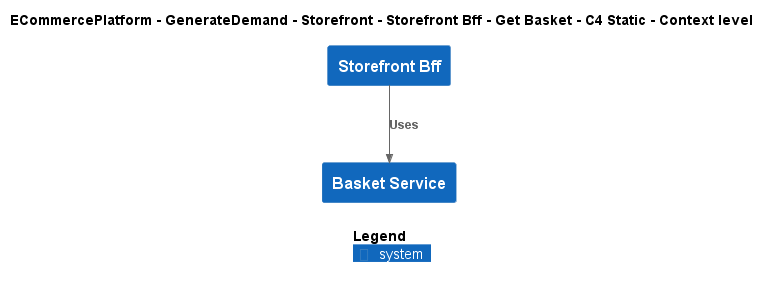 ECommercePlatform - GenerateDemand - Storefront - Storefront Bff - Get Basket - C4 Static - Context level
Storefront Bff
Uses
Basket Service
Legend
system